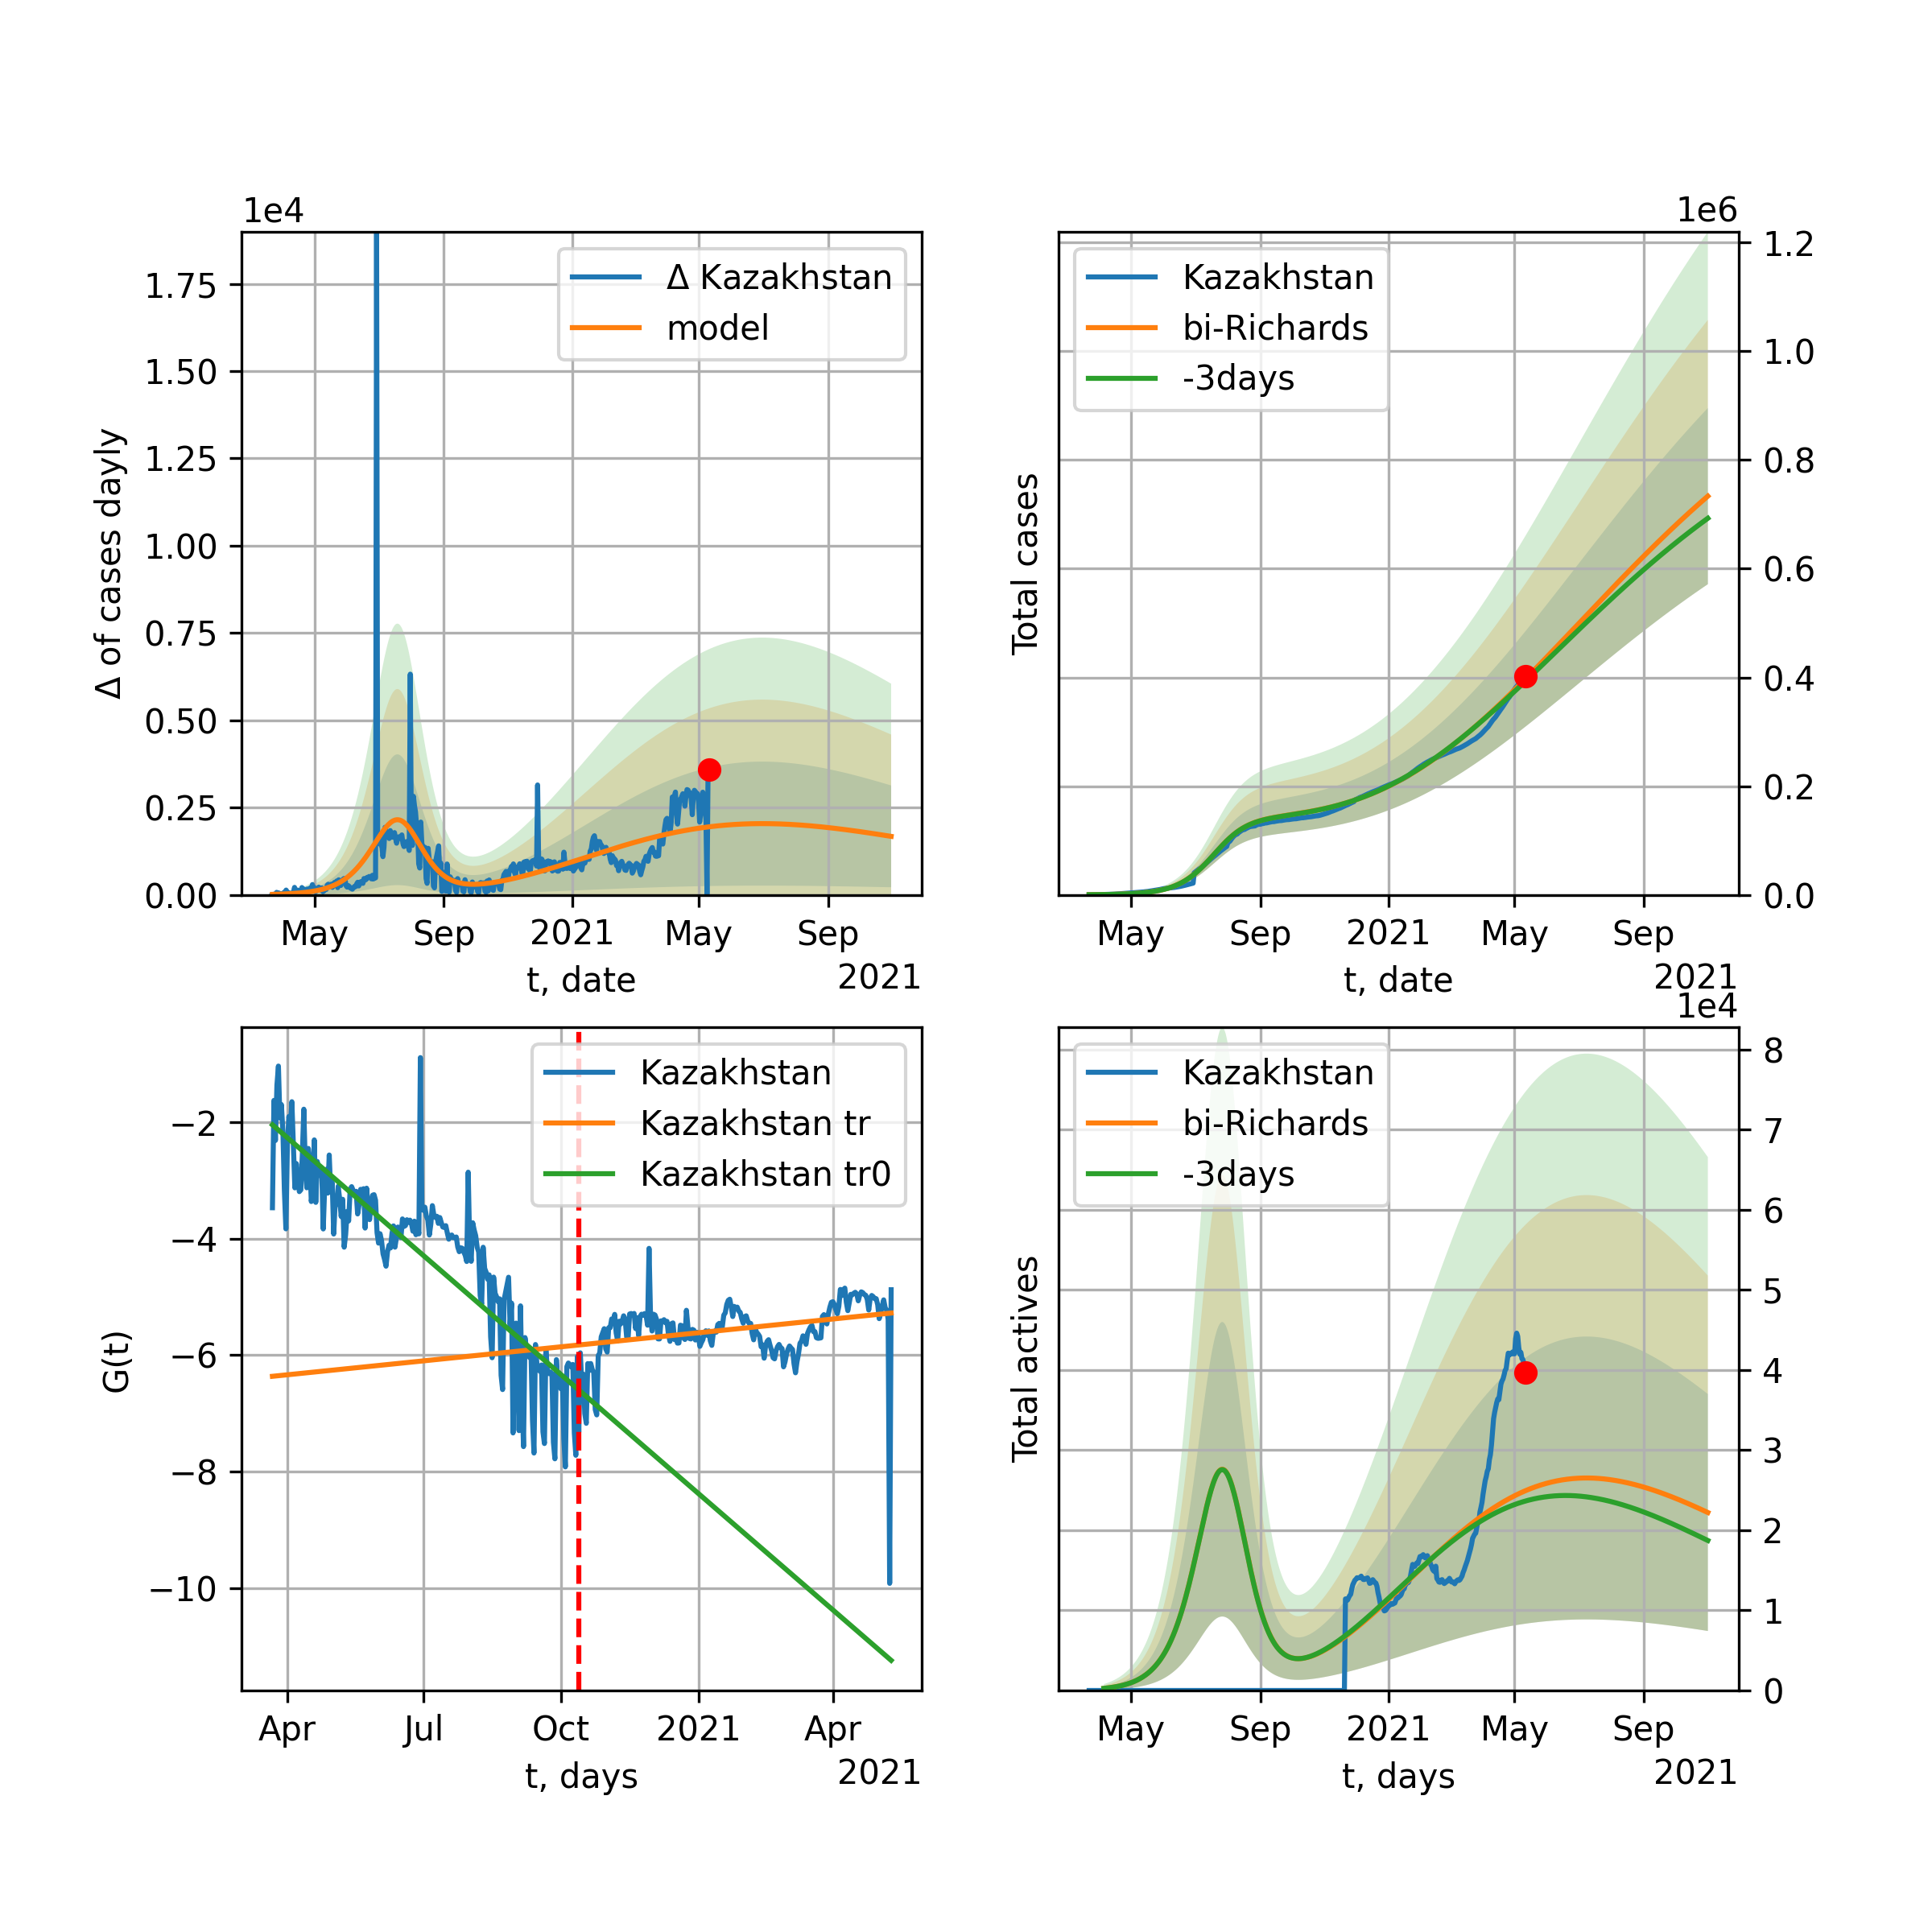 1e4
Δ of cases dayly
1.75
1.50
1.25
1.00
0.75
0.50
0.25
0.00
Δ Kazakhstan
model
May Sep 2021 May Sep
t, date
2021
1e6
Total cases
Kazakhstan
bi-Richards
-3days
1.2
1.0
0.8
0.6
0.4
0.2
0.0
May Sep 2021 May Sep
t, date
2021
G(t)
−2
−4
−6
−8
−10
Kazakhstan
Kazakhstan tr
Kazakhstan tr0
Apr Jul Oct 2021 Apr
t, days
2021
1e4
Total actives
Kazakhstan
bi-Richards
-3days
8
7
6
5
4
3
2
1
0
May Sep 2021 May Sep
t, days
2021